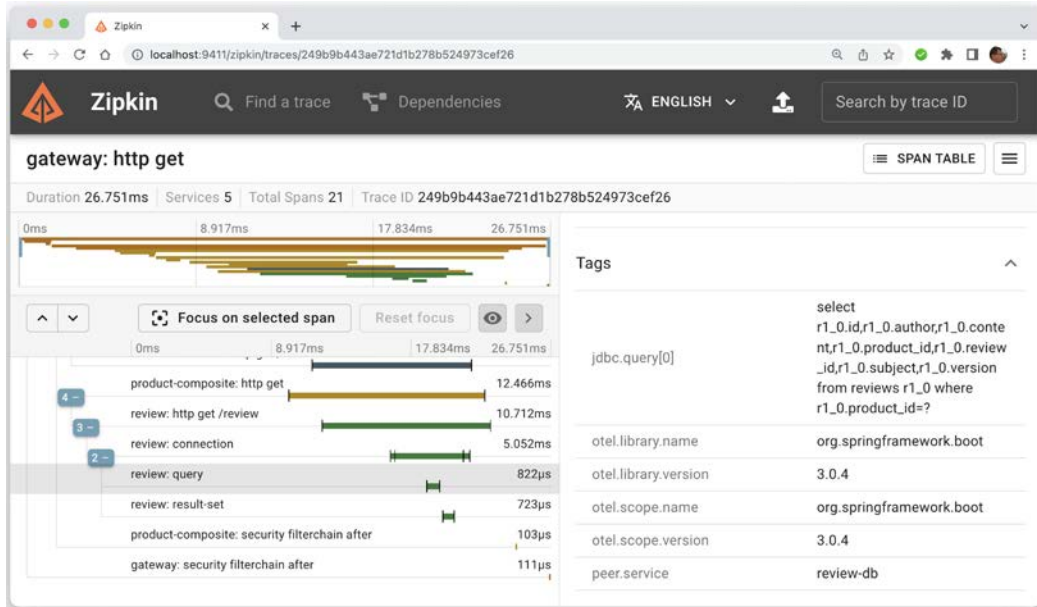 Zipkin
localhost:9411/zipkin/traces/249b9b443ae721d1b278b524973cef26
Zipkin
Find a trace
Dependencies
ENGLISH
Search by trace ID
gateway: http get
SPAN TABLE
Duration 26.751ms Services 5 Total Spans 21 Trace ID 249b9b443ae721d1b278b524973cef26
0ms 8.917ms 17.834ms 26.751ms
Focus on selected span
Reset focus
0ms 8.917ms 17.834ms 26.751ms
product-composite: http get 12.466ms
4 −
review: http get /review 10.712ms
3 −
review: connection 5.052ms
2 −
review: query 822μs
review: result-set 723μs
product-composite: security filterchain after 103μs
gateway: security filterchain after 111μs
Tags
jdbc.query[0]
select
r1_0.id,r1_0.author,r1_0.conte
nt,r1_0.product_id,r1_0.review
_id,r1_0.subject,r1_0.version
from reviews r1_0 where
r1_0.product_id=?
otel.library.name org.springframework.boot
otel.library.version 3.0.4
otel.scope.name org.springframework.boot
otel.scope.version 3.0.4
peer.service review-db